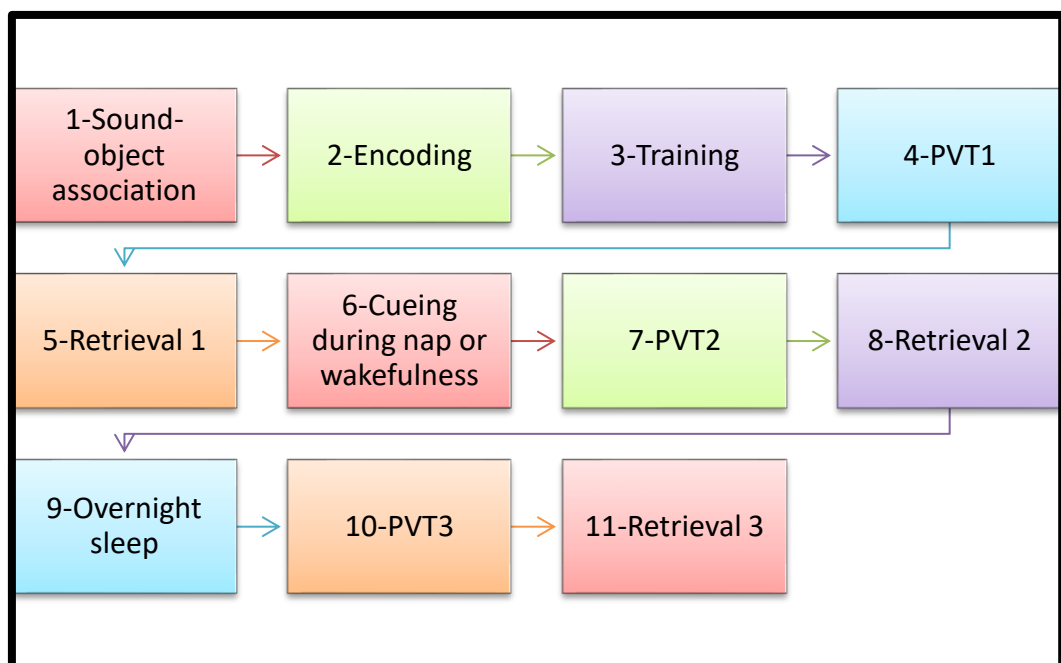 1-Sound-
object
association
2-Encoding
3-Training
4-PVT1
5-Retrieval 1
6-Cueing
during nap or
wakefulness
7-PVT2
8-Retrieval 2
9-Overnight
sleep
10-PVT3
11-Retrieval 3